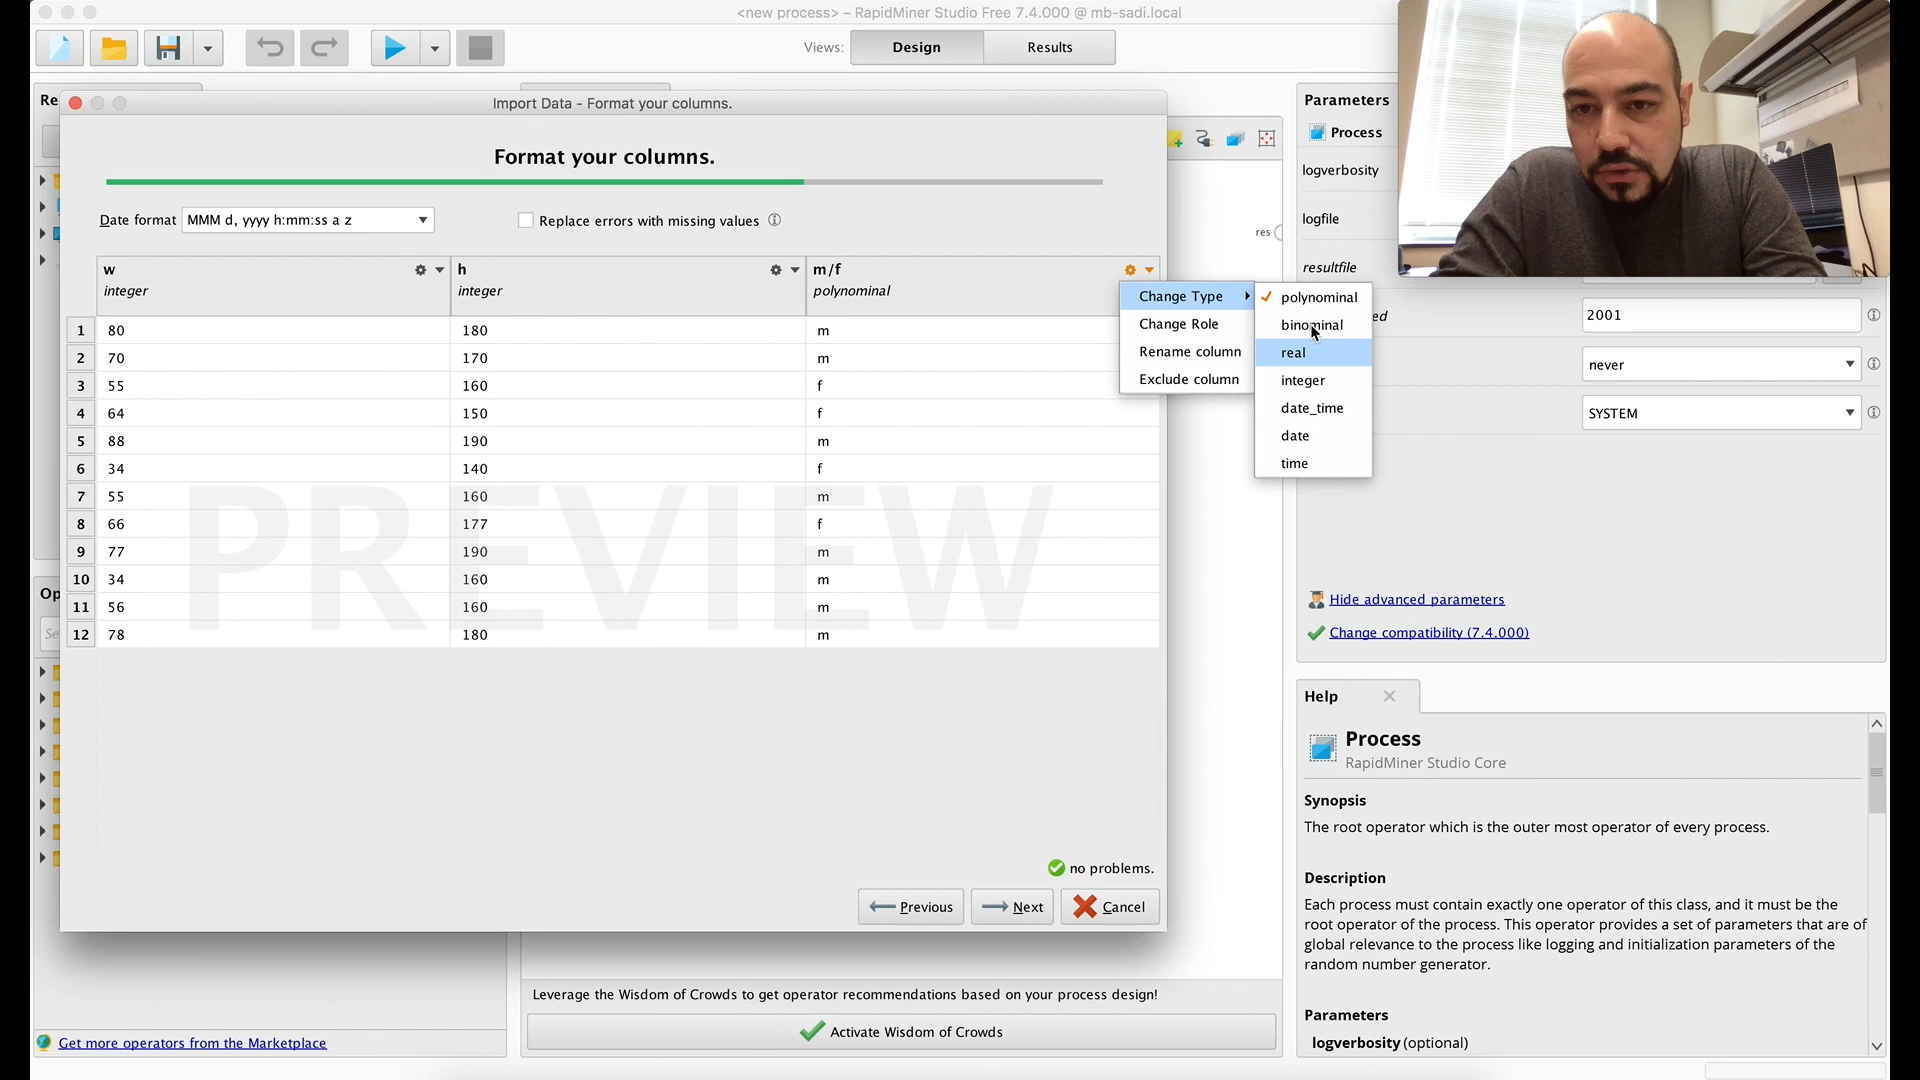 <new process> – RapidMiner Studio Free 7.4.000 @ mb-sadi.local
Views: Design Results
Re
Import Data - Format your columns.
Format your columns.
Date format MMM d, yyyy h:mm:ss a z Replace errors with missing values
w h m/f
integer integer polynominal
1 80 180 m
2 70 170 m
3 55 160 f
4 64 150 f
5 88 190 m
6 34 140 f
7 55 160 m
8 66 177 f
9 77 190 m
10 34 160 m
11 56 160 m
12 78 180 m
PREVIEW
no problems.
Previous Next Cancel
Change Type
Change Role
Rename column
Exclude column
polynominal
binominal
real
integer
date_time
date
time
res
Op
Se
Get more operators from the Marketplace
Leverage the Wisdom of Crowds to get operator recommendations based on your process design!
Activate Wisdom of Crowds
Parameters
Process
logverbosity
logfile
resultfile
ed 2001
never
SYSTEM
Hide advanced parameters
Change compatibility (7.4.000)
Help
Process
RapidMiner Studio Core
Synopsis
The root operator which is the outer most operator of every process.
Description
Each process must contain exactly one operator of this class, and it must be the
root operator of the process. This operator provides a set of parameters that are of
global relevance to the process like logging and initialization parameters of the
random number generator.
Parameters
logverbosity (optional)